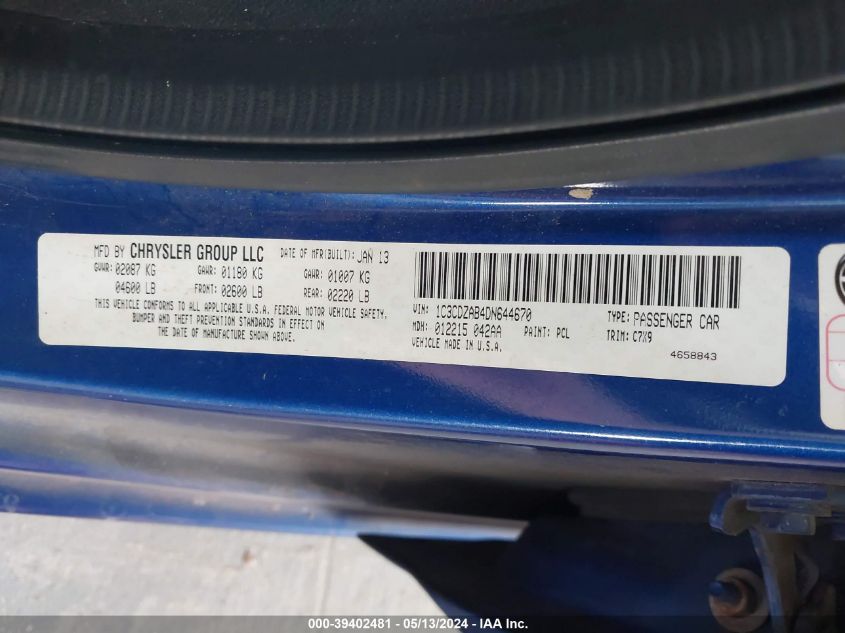 MFD BY CHRYSLER GROUP LLC DATE OF MFR(BUILT): JAN 13
GVWR: 02087 KG GAWR: 01180 KG GAWR: 01007 KG
04600 LB FRONT: 02600 LB REAR: 02220 LB
THIS VEHICLE CONFORMS TO ALL APPLICABLE U.S.A. FEDERAL MOTOR VEHICLE SAFETY,
BUMPER AND THEFT PREVENTION STANDARDS IN EFFECT ON
THE DATE OF MANUFACTURE SHOWN ABOVE.
VIN: 1C3CDZAB4DN644670 TYPE: PASSENGER CAR
MDH: 012215 042AA PAINT: PCL TRIM: C7X9
VEHICLE MADE IN U.S.A. 4658843
000-39402481 - 05/13/2024 - IAA Inc.